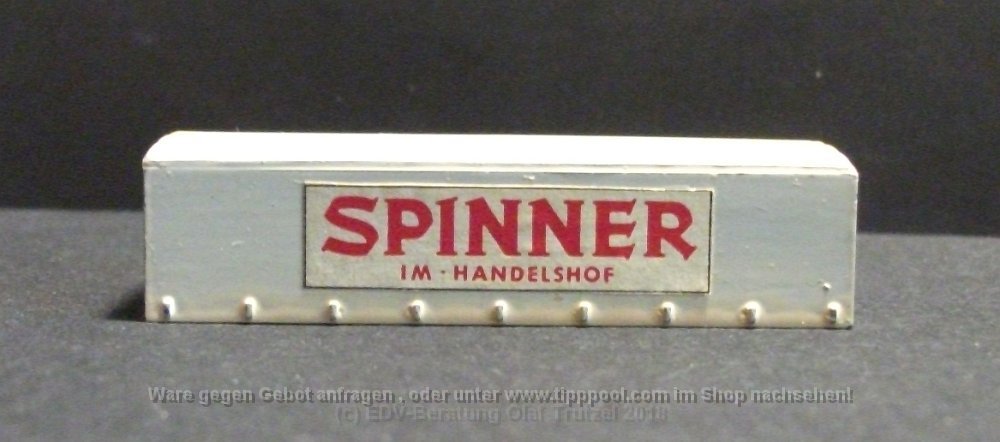 SPINNER
IM · HANDELSHOF
Ware gegen Gebot anfragen , oder unter www.tipppool.com im Shop nachsehen!
(c) EDV-Beratung Olaf Trutzel 2018